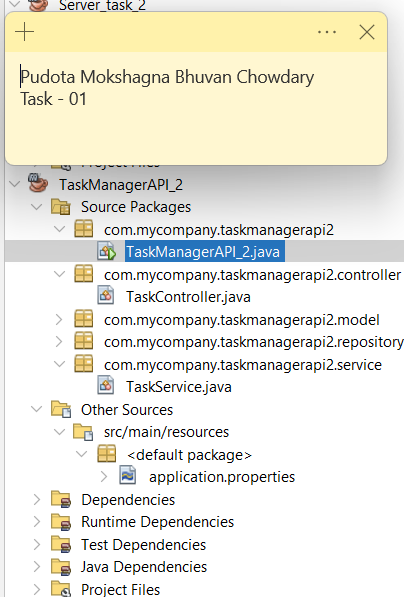 Server_task_2
Pudota Mokshagna Bhuvan Chowdary
Task - 01
Project Files
TaskManagerAPI_2
Source Packages
com.mycompany.taskmanagerapi2
TaskManagerAPI_2.java
com.mycompany.taskmanagerapi2.controller
TaskController.java
com.mycompany.taskmanagerapi2.model
com.mycompany.taskmanagerapi2.repository
com.mycompany.taskmanagerapi2.service
TaskService.java
Other Sources
src/main/resources
<default package>
application.properties
Dependencies
Runtime Dependencies
Test Dependencies
Java Dependencies
Project Files